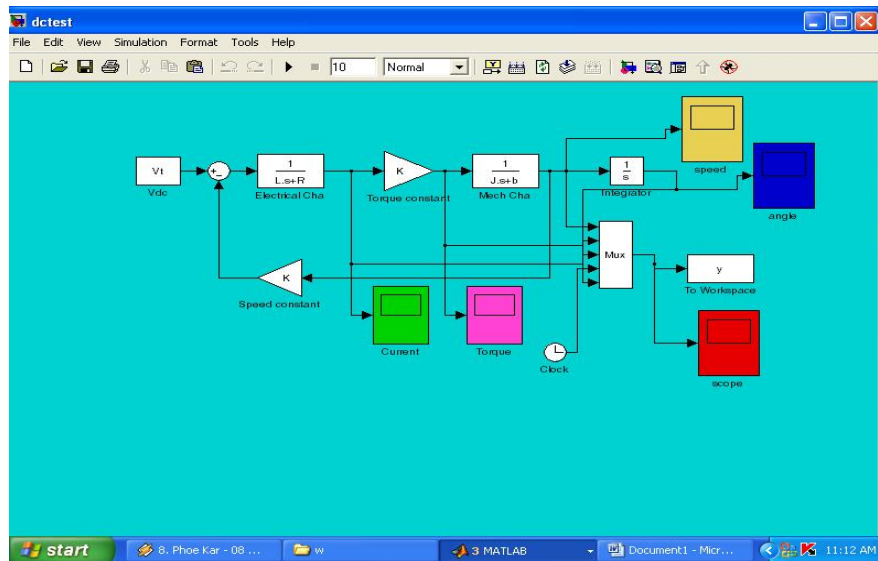 dctest
File Edit View Simulation Format Tools Help
10 Normal
Vt
Vdc
+
-
1
L.s+R
Electrical Cha
K
Torque constant
1
J.s+b
Mech Cha
1
s
Integrator
speed
angle
K
Speed constant
Mux
y
To Workspace
Current
Torque
Clock
scope
start 8. Phoe Kar - 08 ... w 3 MATLAB Document1 - Micr... 11:12 AM